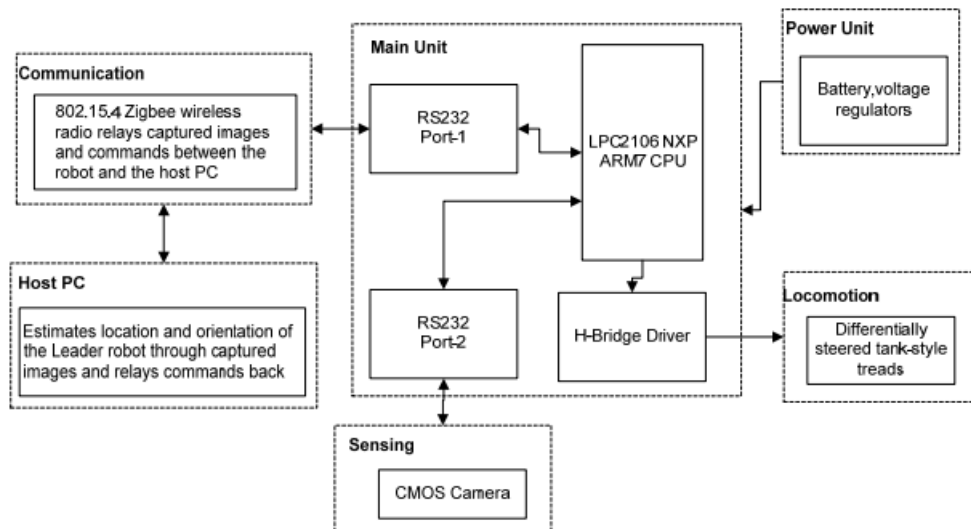 Communication
802.15.4 Zigbee wireless
radio relays captured images
and commands between the
robot and the host PC
Host PC
Estimates location and orientation of
the Leader robot through captured
images and relays commands back
Main Unit
RS232
Port-1
LPC2106 NXP
ARM7 CPU
RS232
Port-2
H-Bridge Driver
Power Unit
Battery,voltage
regulators
Locomotion
Differentially
steered tank-style
treads
Sensing
CMOS Camera